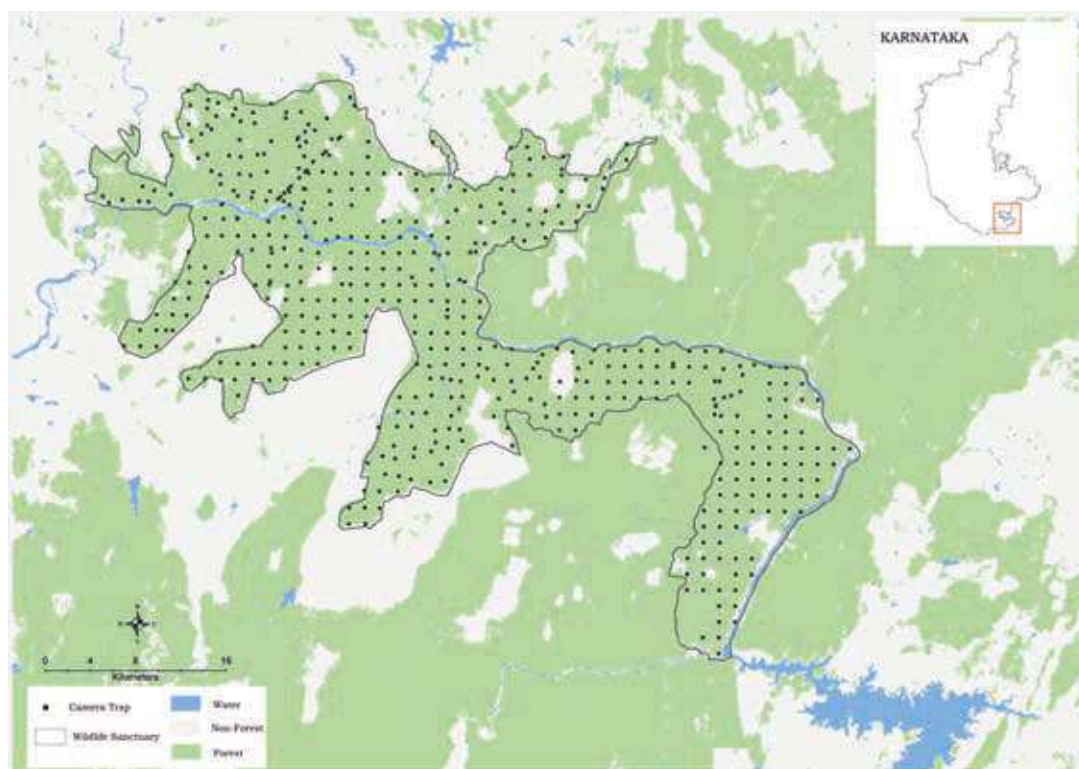 KARNATAKA
0 4 8 16
Kilometers
Camera Trap
Wildlife Sanctuary
Water
Non-Forest
Forest